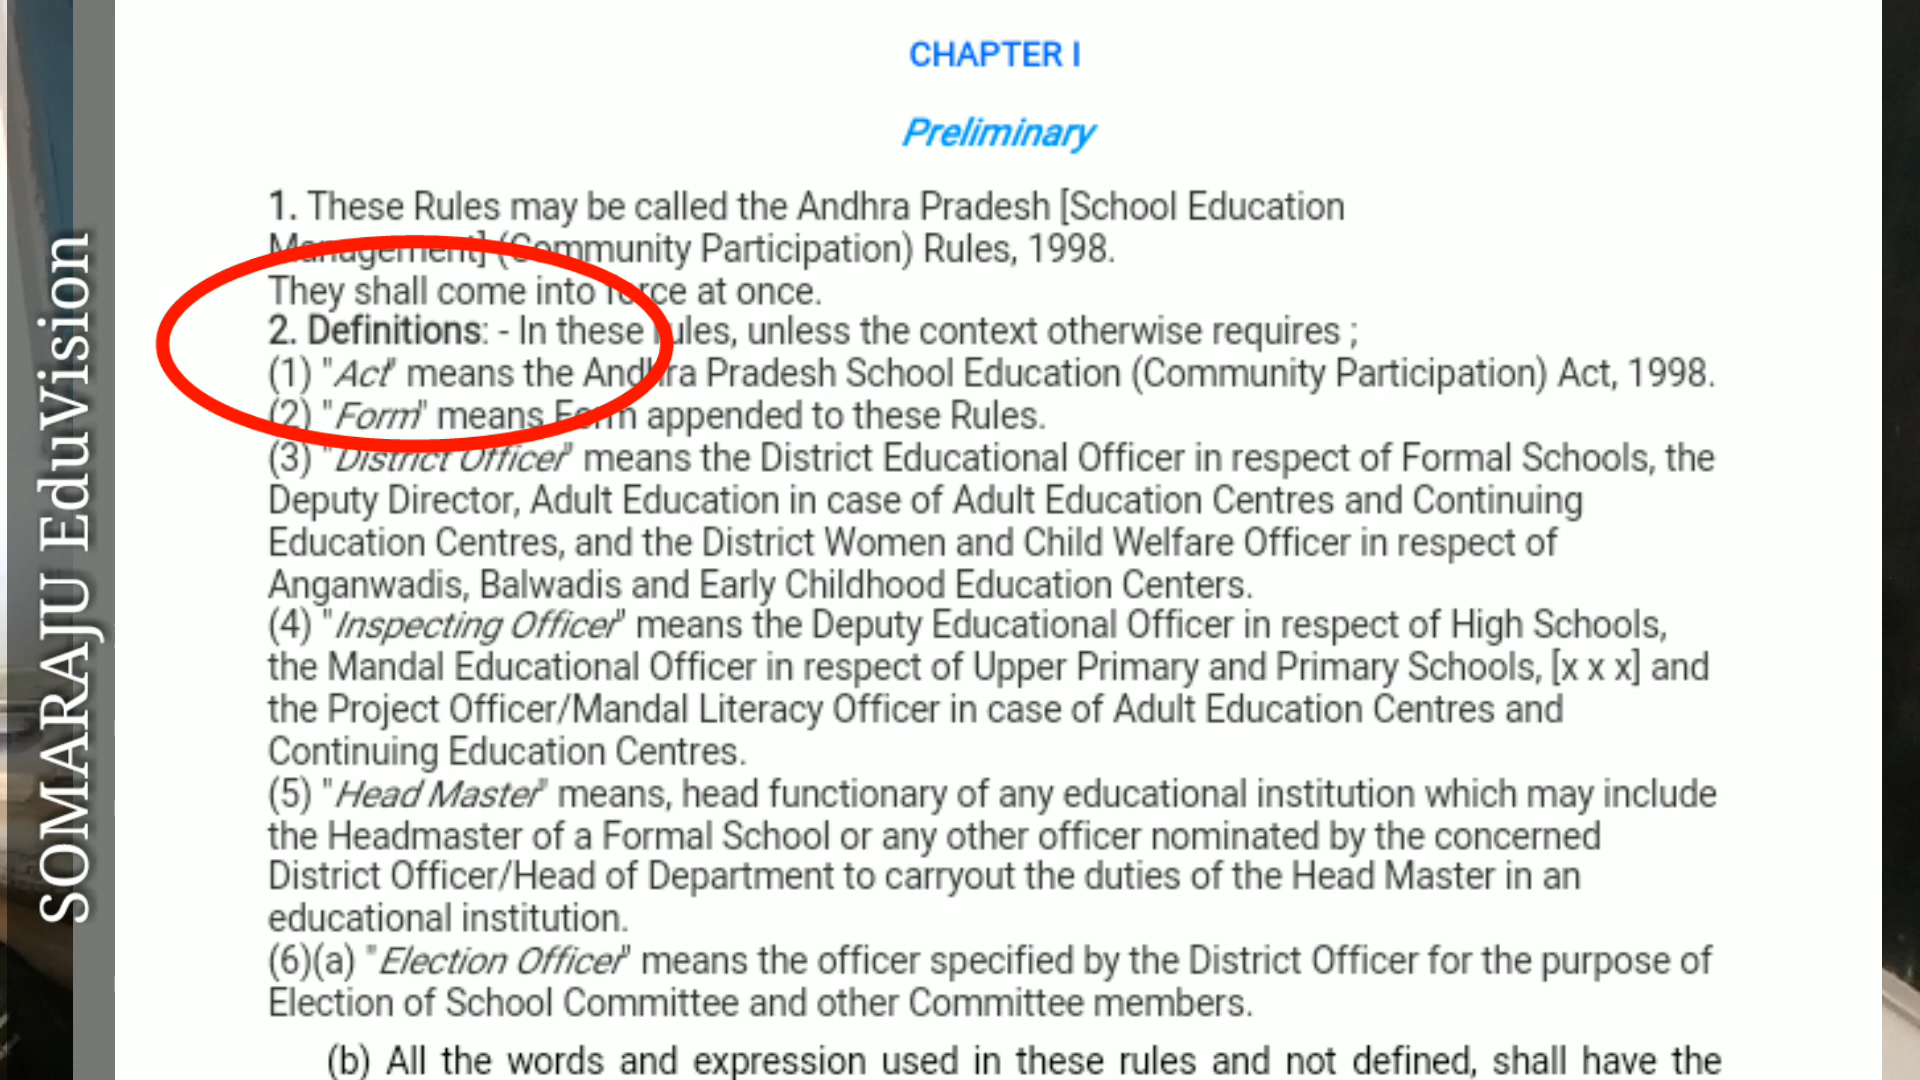 CHAPTER I
Preliminary
1. These Rules may be called the Andhra Pradesh [School Education
Management] (Community Participation) Rules, 1998.
They shall come into force at once.
2. Definitions: - In these rules, unless the context otherwise requires ;
(1) "Act" means the Andhra Pradesh School Education (Community Participation) Act, 1998.
(2) "Form" means Form appended to these Rules.
(3) "District Officer" means the District Educational Officer in respect of Formal Schools, the
Deputy Director, Adult Education in case of Adult Education Centres and Continuing
Education Centres, and the District Women and Child Welfare Officer in respect of
Anganwadis, Balwadis and Early Childhood Education Centers.
(4) "Inspecting Officer" means the Deputy Educational Officer in respect of High Schools,
the Mandal Educational Officer in respect of Upper Primary and Primary Schools, [x x x] and
the Project Officer/Mandal Literacy Officer in case of Adult Education Centres and
Continuing Education Centres.
(5) "Head Master" means, head functionary of any educational institution which may include
the Headmaster of a Formal School or any other officer nominated by the concerned
District Officer/Head of Department to carryout the duties of the Head Master in an
educational institution.
(6)(a) "Election Officer" means the officer specified by the District Officer for the purpose of
Election of School Committee and other Committee members.
(b) All the words and expression used in these rules and not defined, shall have the
SOMARAJU EduVision